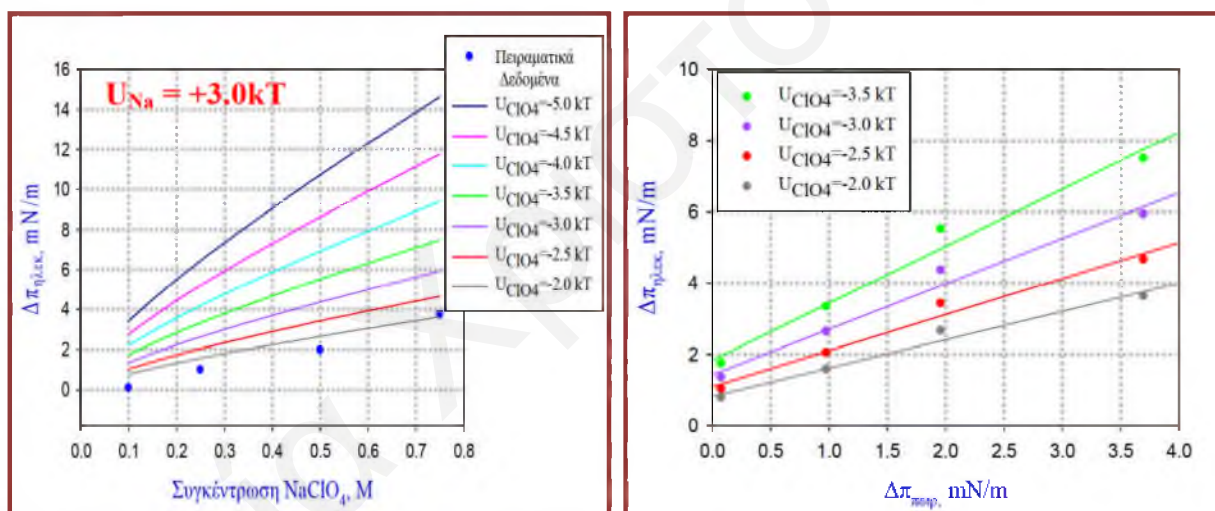 U_Na = +3.0kT
Πειραματικά
Δεδομένα
U_ClO4=-5.0 kT
U_ClO4=-4.5 kT
U_ClO4=-4.0 kT
U_ClO4=-3.5 kT
U_ClO4=-3.0 kT
U_ClO4=-2.5 kT
U_ClO4=-2.0 kT
Δπ_ηλεκ, mN/m
16
14
12
10
8
6
4
2
0
0.0 0.1 0.2 0.3 0.4 0.5 0.6 0.7 0.8
Συγκέντρωση NaClO4, M
U_ClO4=-3.5 kT
U_ClO4=-3.0 kT
U_ClO4=-2.5 kT
U_ClO4=-2.0 kT
Δπ_ηλεκ, mN/m
10
8
6
4
2
0
0.0 0.5 1.0 1.5 2.0 2.5 3.0 3.5 4.0
Δπ_πειρ, mN/m